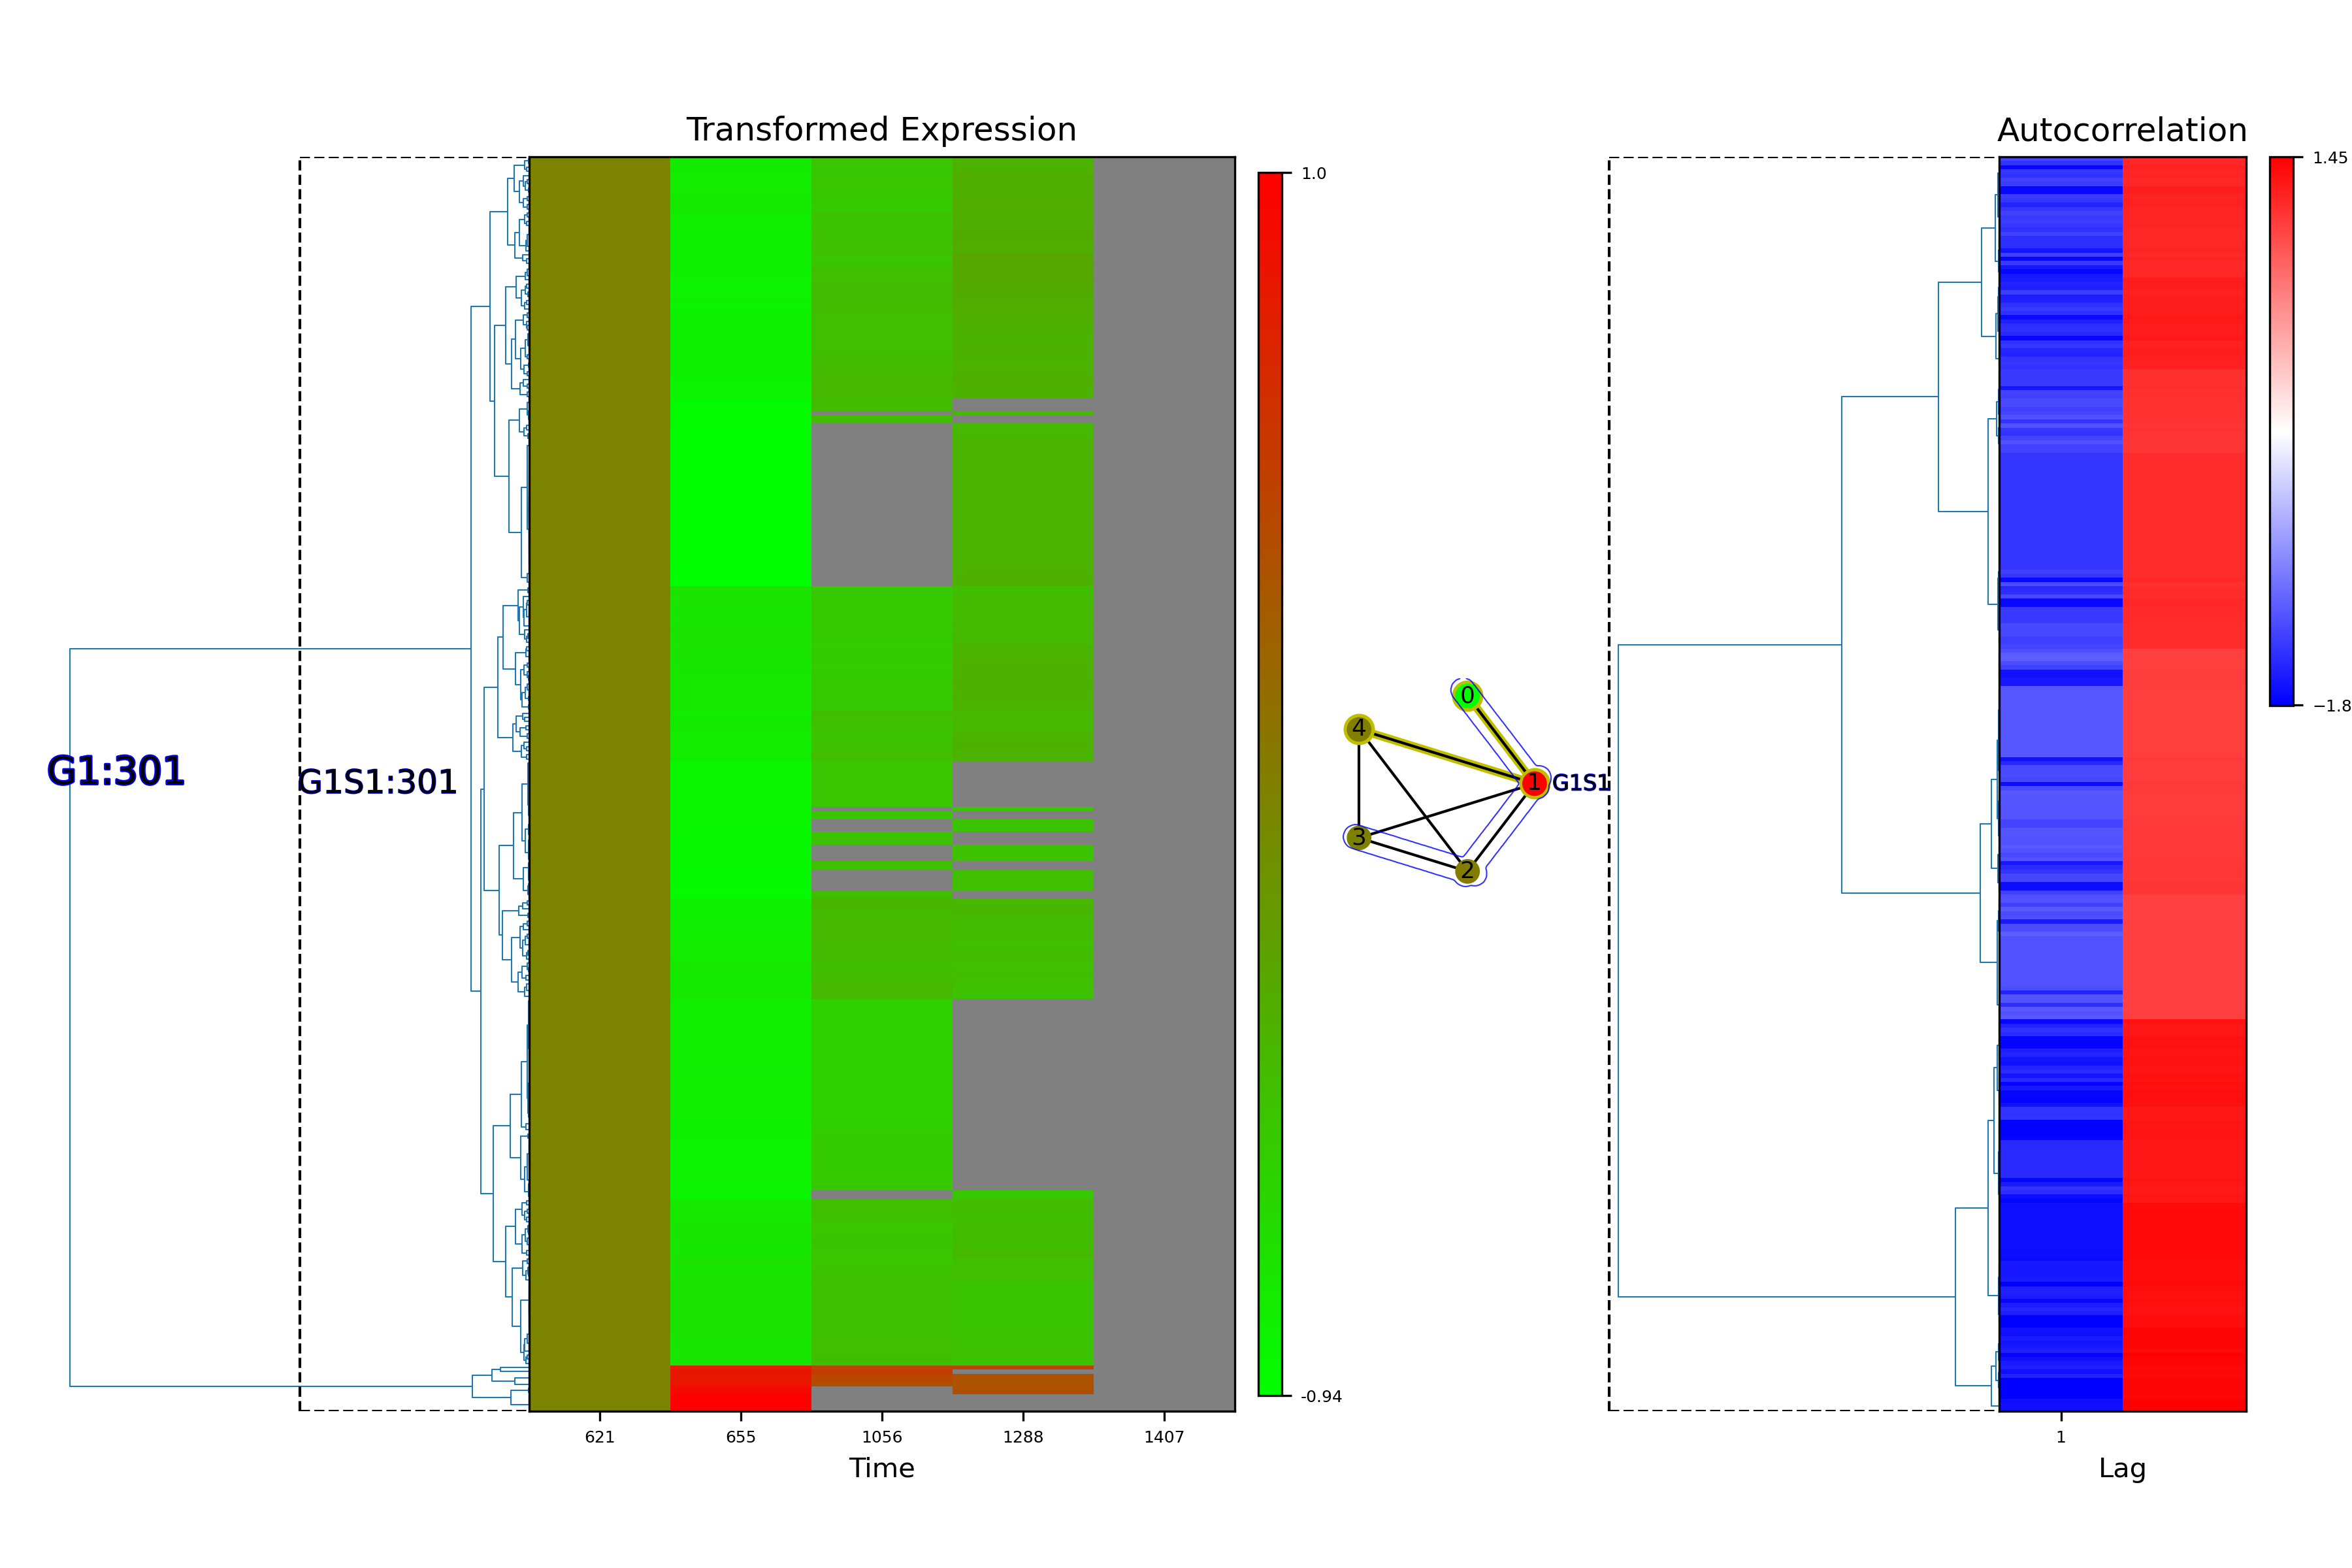 Transformed Expression
Autocorrelation
1.0
-0.94
1.45
−1.8
G1:301
G1S1:301
0
4
1
G1S1
3
2
621 655 1056 1288 1407
Time
1
Lag